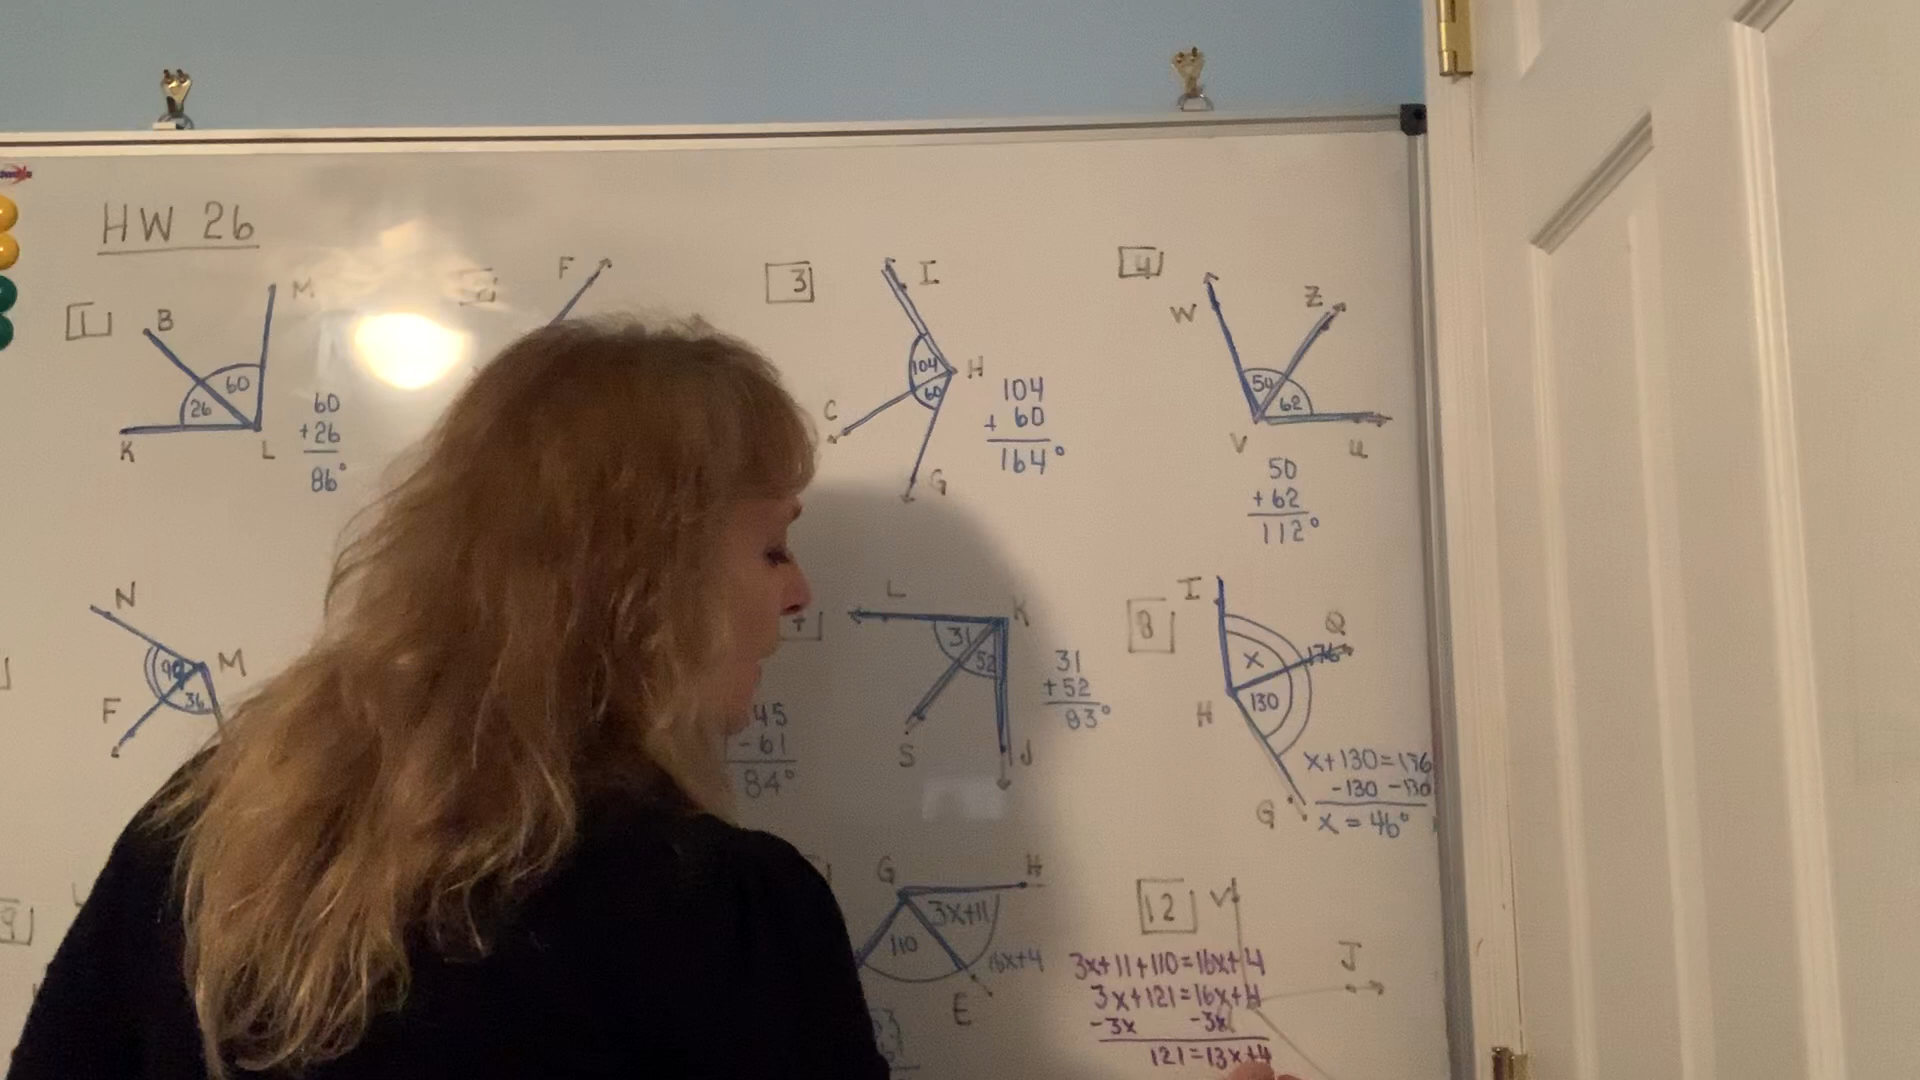 HW 26
1
B
M
60
26
K
L
60
+26
86°
F
3
I
104
H
60
C
G
104
+ 60
164°
4
W
Z
50
62
V
U
50
+62
112°
N
M
36
F
45
-61
84°
L
K
31
52
S
J
31
+52
83°
8
I
Q
X
176
H
130
G
x+130=176
-130 -130
x = 46°
9
G
H
3x+11
110
16x+4
E
12
V
J
3x+11+110=16x+4
3x+121=16x+4
-3x -3x
121=13x+4